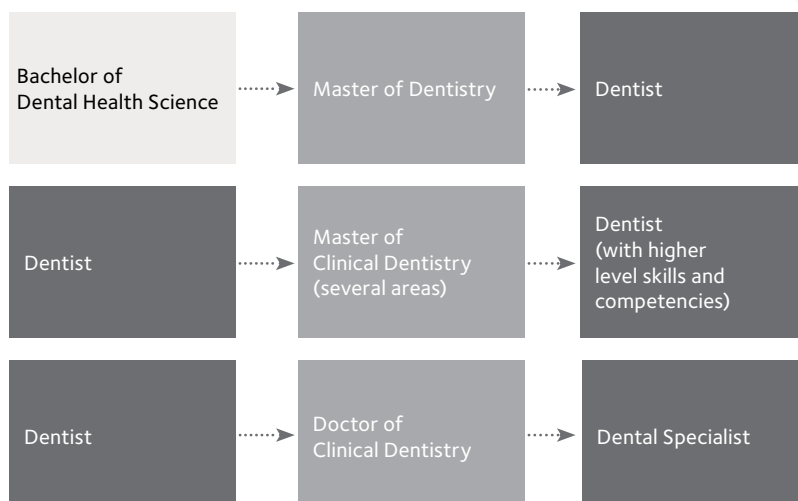 Bachelor of
Dental Health Science
Master of Dentistry
Dentist
Dentist
Master of
Clinical Dentistry
(several areas)
Dentist
(with higher
level skills and
competencies)
Dentist
Doctor of
Clinical Dentistry
Dental Specialist